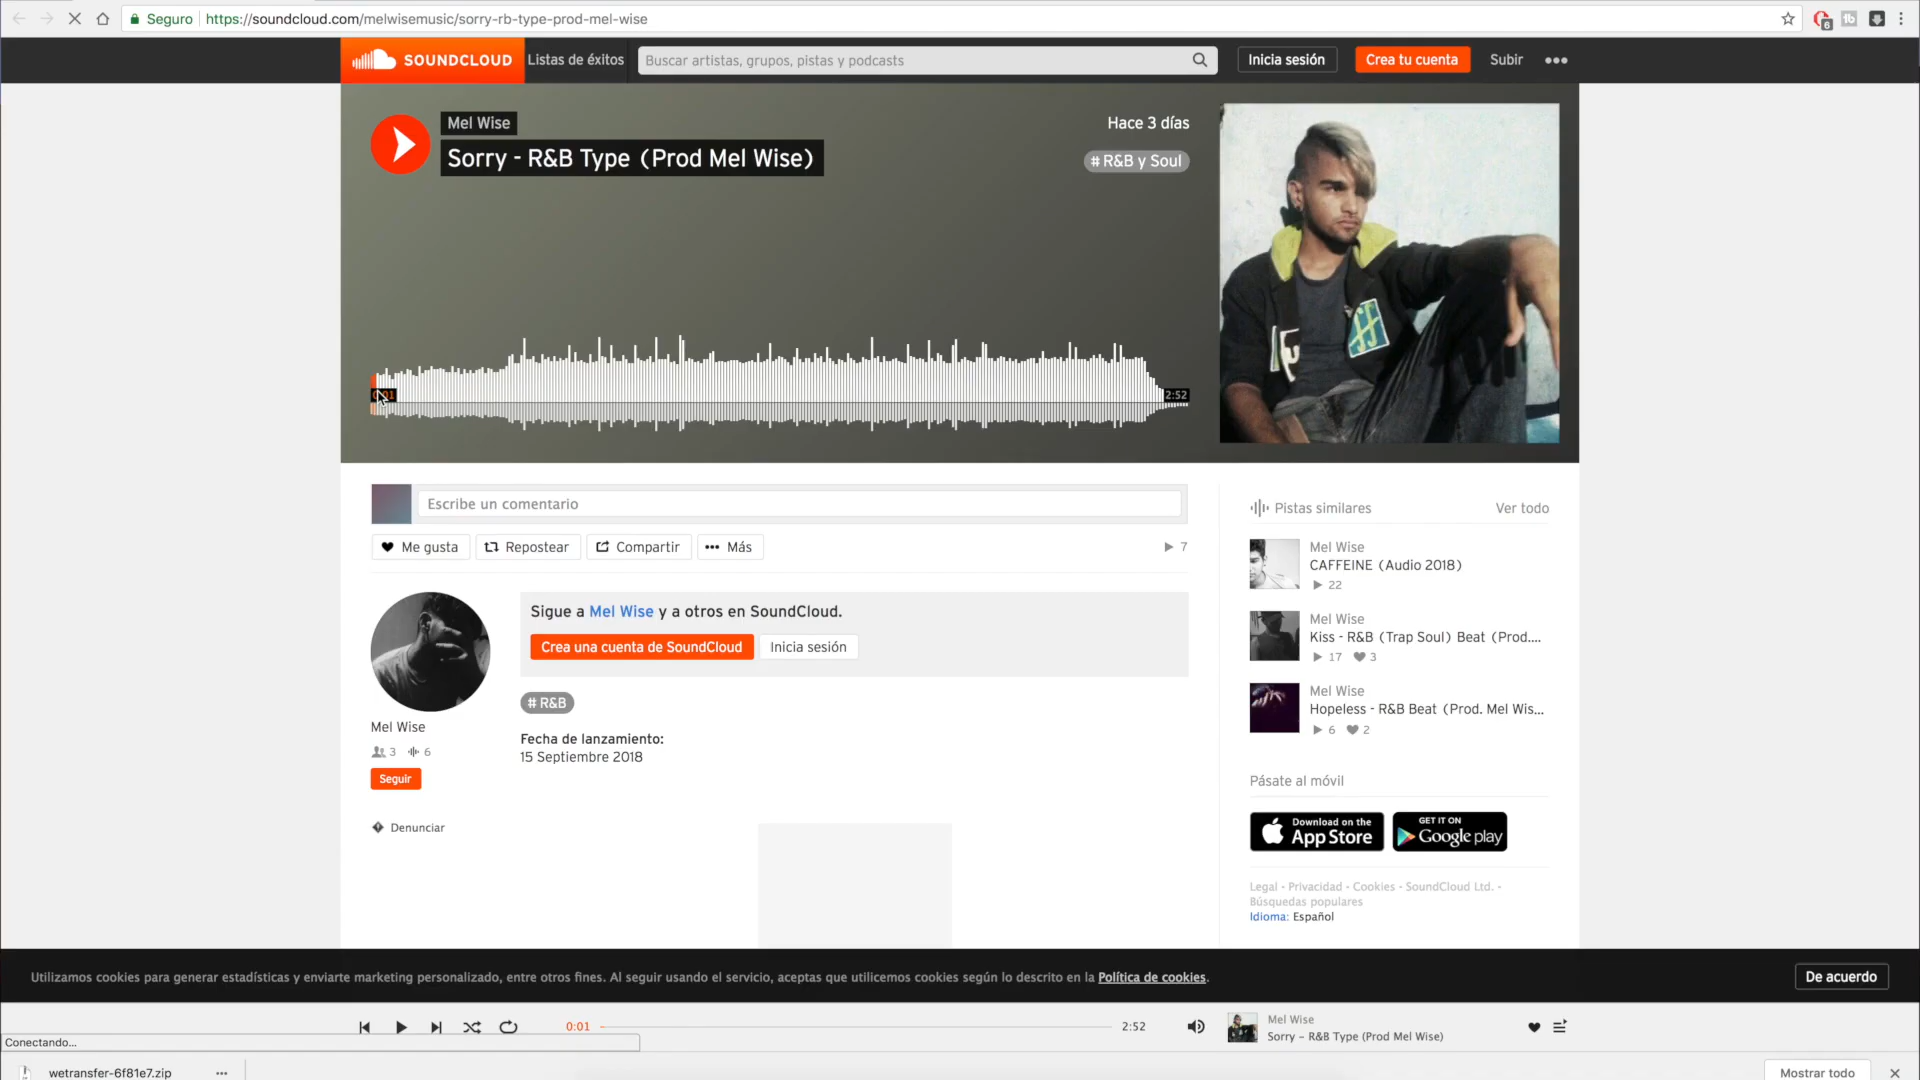 Seguro
https://soundcloud.com/melwisemusic/sorry-rb-type-prod-mel-wise
6
SOUNDCLOUD
Listas de éxitos
Buscar artistas, grupos, pistas y podcasts
Inicia sesión
Crea tu cuenta
Subir
Mel Wise
Hace 3 días
Sorry - R&B Type (Prod Mel Wise)
# R&B y Soul
0:01
2:52
Escribe un comentario
Me gusta
Repostear
Compartir
Más
7
Sigue a Mel Wise y a otros en SoundCloud.
Crea una cuenta de SoundCloud
Inicia sesión
# R&B
Mel Wise
3
6
Seguir
Fecha de lanzamiento:
15 Septiembre 2018
Denunciar
Pistas similares
Ver todo
Mel Wise
CAFFEINE (Audio 2018)
22
Mel Wise
Kiss - R&B (Trap Soul) Beat (Prod....
17
3
Mel Wise
Hopeless - R&B Beat (Prod. Mel Wis...
6
2
Pásate al móvil
Download on the
App Store
GET IT ON
Google play
Legal - Privacidad - Cookies - SoundCloud Ltd. -
Búsquedas populares
Idioma: Español
Utilizamos cookies para generar estadísticas y enviarte marketing personalizado, entre otros fines. Al seguir usando el servicio, aceptas que utilicemos cookies según lo descrito en la Política de cookies.
De acuerdo
0:01
2:52
Mel Wise
Sorry - R&B Type (Prod Mel Wise)
Conectando...
wetransfer-6f81e7.zip
Mostrar todo